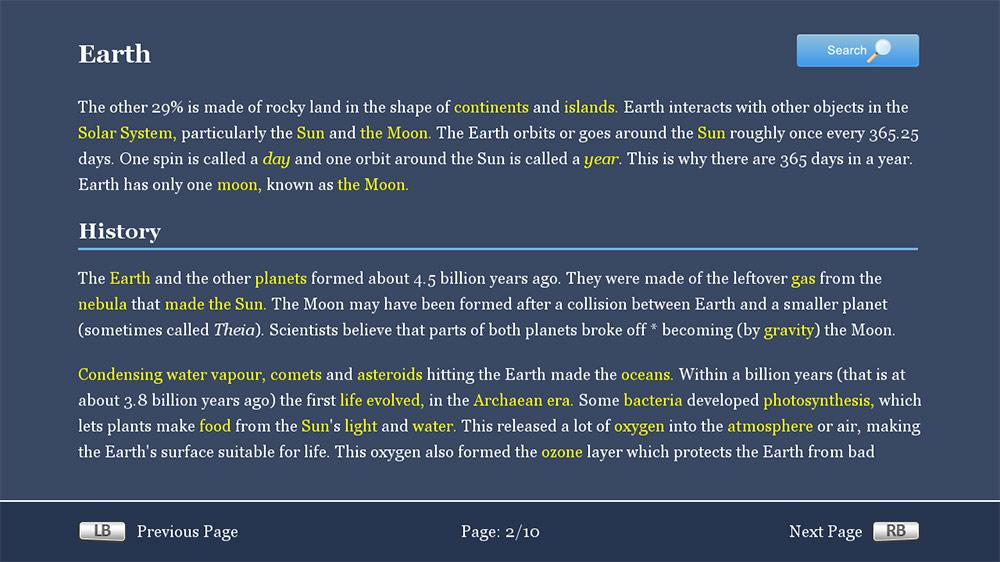 Earth
Search
The other 29% is made of rocky land in the shape of continents and islands. Earth interacts with other objects in the
Solar System, particularly the Sun and the Moon. The Earth orbits or goes around the Sun roughly once every 365.25
days. One spin is called a day and one orbit around the Sun is called a year. This is why there are 365 days in a year.
Earth has only one moon, known as the Moon.
History
The Earth and the other planets formed about 4.5 billion years ago. They were made of the leftover gas from the
nebula that made the Sun. The Moon may have been formed after a collision between Earth and a smaller planet
(sometimes called Theia). Scientists believe that parts of both planets broke off * becoming (by gravity) the Moon.
Condensing water vapour, comets and asteroids hitting the Earth made the oceans. Within a billion years (that is at
about 3.8 billion years ago) the first life evolved, in the Archaean era. Some bacteria developed photosynthesis, which
lets plants make food from the Sun's light and water. This released a lot of oxygen into the atmosphere or air, making
the Earth's surface suitable for life. This oxygen also formed the ozone layer which protects the Earth from bad
LB Previous Page Page: 2/10 Next Page RB